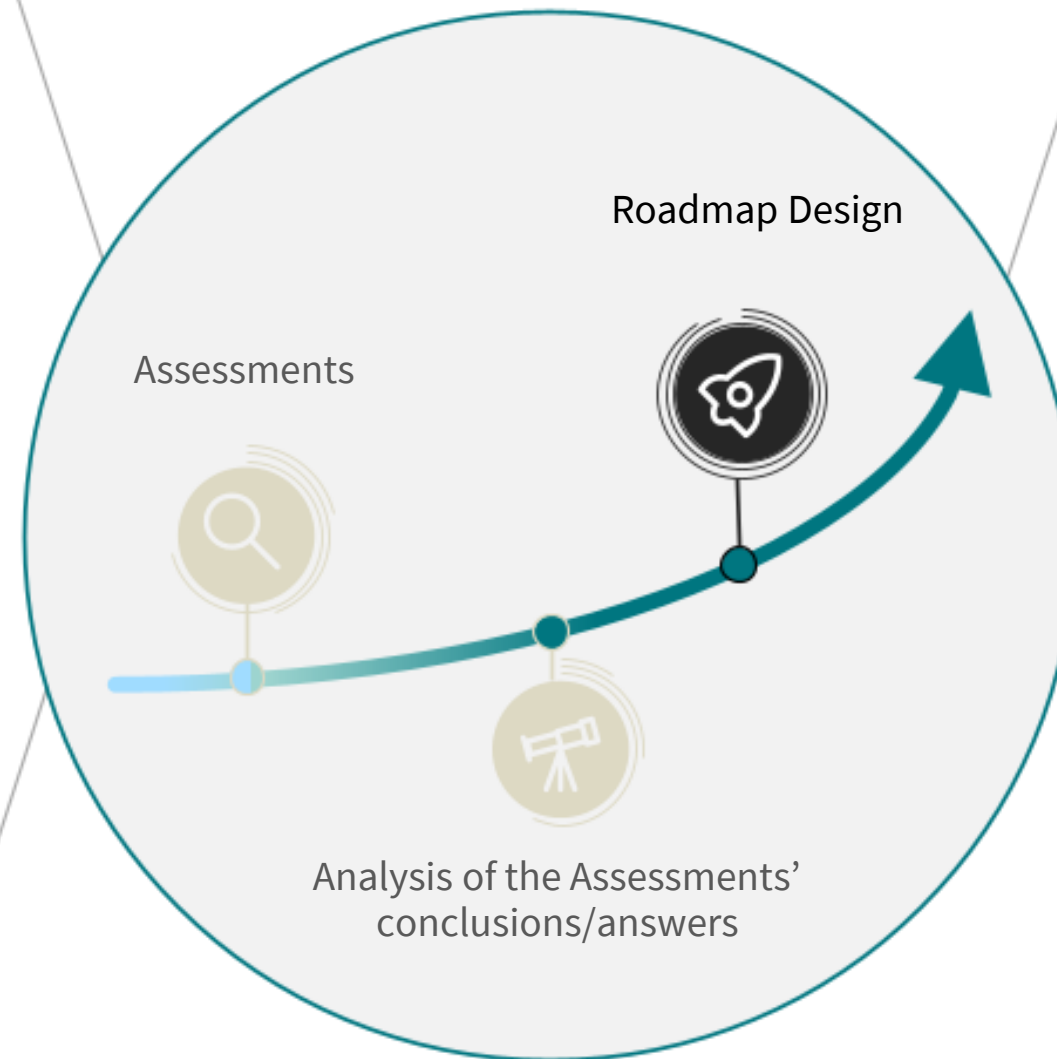 Roadmap Design
Assessments
Analysis of the Assessments’
conclusions/answers